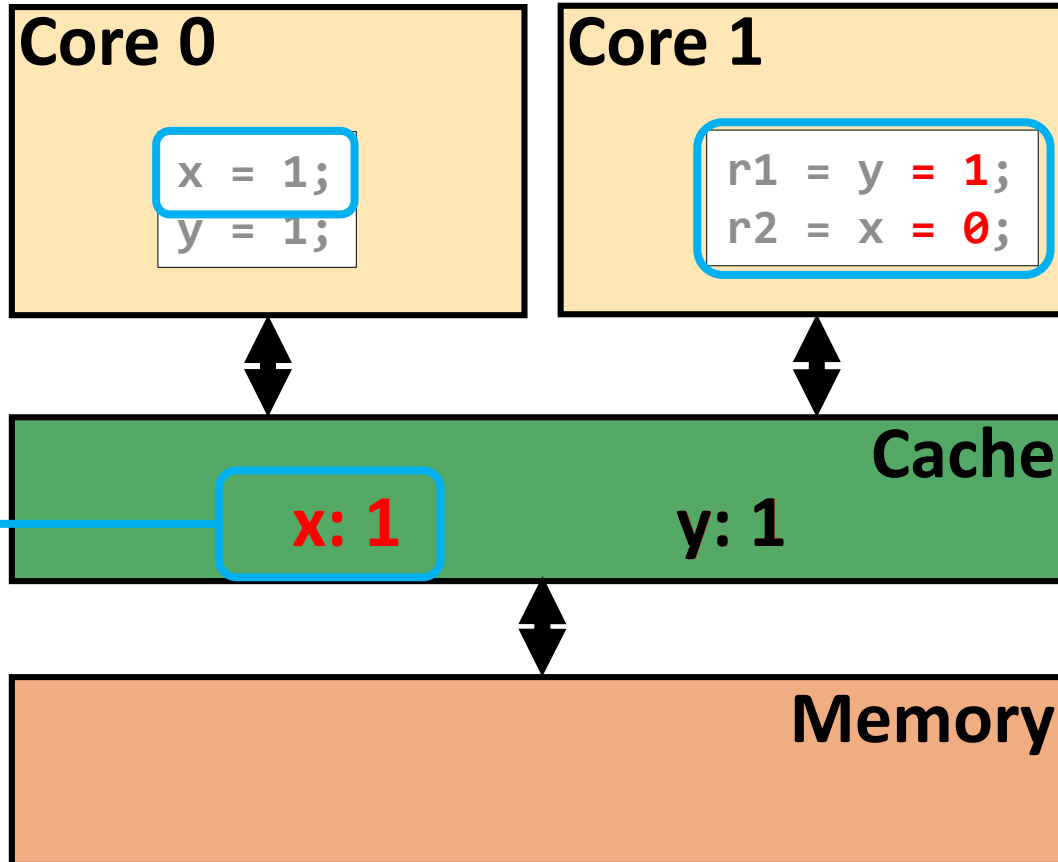 Core 0
x = 1;
y = 1;
Core 1
r1 = y = 1;
r2 = x = 0;
Cache
x: 1
y: 1
Memory